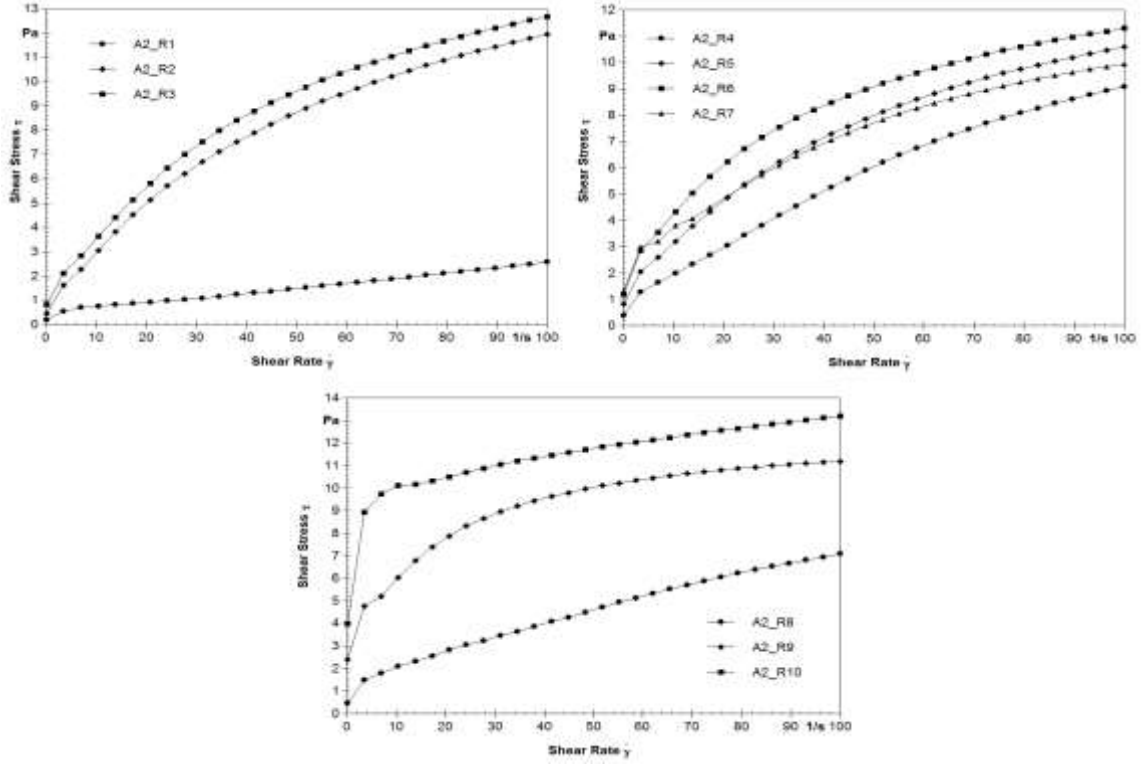 13
Pa
11
10
9
8
7
6
5
4
3
2
1
0
Shear Stress τ
A2_R1
A2_R2
A2_R3
0 10 20 30 40 50 60 70 80 90 1/s 100
Shear Rate γ̇
12
Pa
10
9
8
7
6
5
4
3
2
1
0
Shear Stress τ
A2_R4
A2_R5
A2_R6
A2_R7
0 10 20 30 40 50 60 70 80 90 1/s 100
Shear Rate γ̇
14
Pa
12
11
10
9
8
7
6
5
4
3
2
1
0
Shear Stress τ
A2_R8
A2_R9
A2_R10
0 10 20 30 40 50 60 70 80 90 1/s 100
Shear Rate γ̇